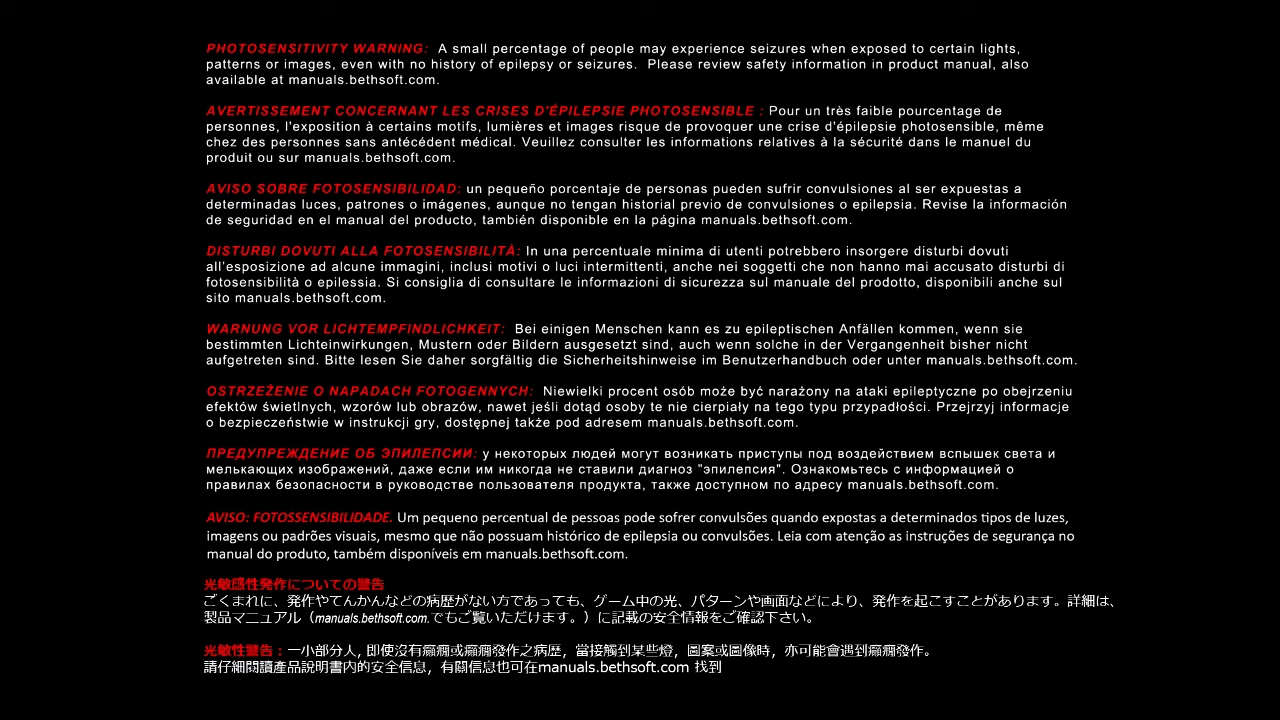 PHOTOSENSITIVITY WARNING: A small percentage of people may experience seizures when exposed to certain lights,
patterns or images, even with no history of epilepsy or seizures. Please review safety information in product manual, also
available at manuals.bethsoft.com.
AVERTISSEMENT CONCERNANT LES CRISES D'ÉPILEPSIE PHOTOSENSIBLE : Pour un très faible pourcentage de
personnes, l'exposition à certains motifs, lumières et images risque de provoquer une crise d'épilepsie photosensible, même
chez des personnes sans antécédent médical. Veuillez consulter les informations relatives à la sécurité dans le manuel du
produit ou sur manuals.bethsoft.com.
AVISO SOBRE FOTOSENSIBILIDAD: un pequeño porcentaje de personas pueden sufrir convulsiones al ser expuestas a
determinadas luces, patrones o imágenes, aunque no tengan historial previo de convulsiones o epilepsia. Revise la información
de seguridad en el manual del producto, también disponible en la página manuals.bethsoft.com.
DISTURBI DOVUTI ALLA FOTOSENSIBILITÀ: In una percentuale minima di utenti potrebbero insorgere disturbi dovuti
all'esposizione ad alcune immagini, inclusi motivi o luci intermittenti, anche nei soggetti che non hanno mai accusato disturbi di
fotosensibilità o epilessia. Si consiglia di consultare le informazioni di sicurezza sul manuale del prodotto, disponibili anche sul
sito manuals.bethsoft.com.
WARNUNG VOR LICHTEMPFINDLICHKEIT: Bei einigen Menschen kann es zu epileptischen Anfällen kommen, wenn sie
bestimmten Lichteinwirkungen, Mustern oder Bildern ausgesetzt sind, auch wenn solche in der Vergangenheit bisher nicht
aufgetreten sind. Bitte lesen Sie daher sorgfältig die Sicherheitshinweise im Benutzerhandbuch oder unter manuals.bethsoft.com.
OSTRZEŻENIE O NAPADACH FOTOGENNYCH: Niewielki procent osób może być narażony na ataki epileptyczne po obejrzeniu
efektów świetlnych, wzorów lub obrazów, nawet jeśli dotąd osoby te nie cierpiały na tego typu przypadłości. Przejrzyj informacje
o bezpieczeństwie w instrukcji gry, dostępnej także pod adresem manuals.bethsoft.com.
ПРЕДУПРЕЖДЕНИЕ ОБ ЭПИЛЕПСИИ: у некоторых людей могут возникать приступы под воздействием вспышек света и
мелькающих изображений, даже если им никогда не ставили диагноз "эпилепсия". Ознакомьтесь с информацией о
правилах безопасности в руководстве пользователя продукта, также доступном по адресу manuals.bethsoft.com.
AVISO: FOTOSSENSIBILIDADE. Um pequeno percentual de pessoas pode sofrer convulsões quando expostas a determinados tipos de luzes,
imagens ou padrões visuais, mesmo que não possuam histórico de epilepsia ou convulsões. Leia com atenção as instruções de segurança no
manual do produto, também disponíveis em manuals.bethsoft.com.
光敏感性発作についての警告
ごくまれに、発作やてんかんなどの病歴がない方であっても、ゲーム中の光、パターンや画面などにより、発作を起こすことがあります。詳細は、
製品マニュアル（manuals.bethsoft.com.でもご覧いただけます。）に記載の安全情報をご確認下さい。
光敏性警告：一小部分人, 即使沒有癲癇或癲癇發作之病歷，當接觸到某些燈，圖案或圖像時，亦可能會遇到癲癇發作。
請仔細閱讀產品說明書内的安全信息，有關信息也可在manuals.bethsoft.com 找到